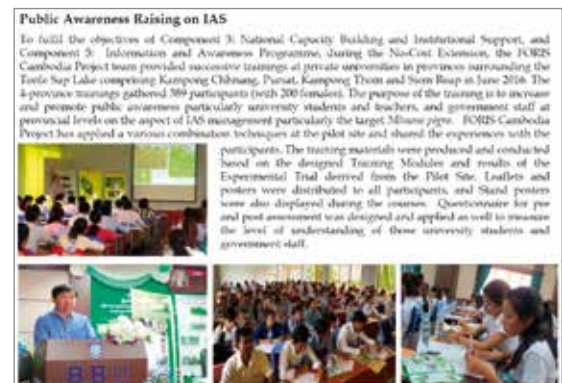 Public Awareness Raising on IAS
To fulfil the objectives of Component 3: National Capacity Building and Institutional Support, and
Component 5: Information and Awareness Programme, during the No-Cost Extension, the FORIS
Cambodia Project team provided successive trainings at private universities in provinces surrounding the
Tonle Sap Lake comprising Kampong Chhnang, Pursat, Kampong Thom and Siem Reap in June 2016. The
4-province trainings gathered 389 participants (with 200 females). The purpose of the training is to increase
and promote public awareness particularly university students and teachers, and government staff at
provincial levels on the aspect of IAS management particularly the target Mimosa pigra. FORIS Cambodia
Project has applied a various combination techniques at the pilot site and shared the experiences with the
participants. The training materials were produced and conducted
based on the designed Training Modules and results of the
Experimental Trial derived from the Pilot Site. Leaflets and
posters were distributed to all participants, and Stand posters
were also displayed during the courses. Questionnaire for pre
and post assessment was designed and applied as well to measure
the level of understanding of those university students and
government staff.